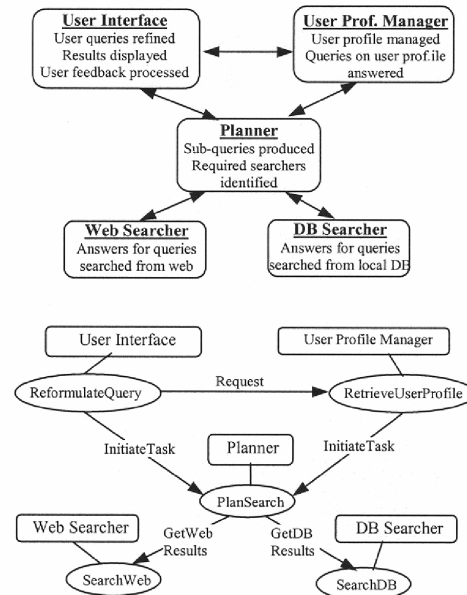 User Interface
User queries refined
Results displayed
User feedback processed
User Prof. Manager
User profile managed
Queries on user prof.ile
answered
Planner
Sub-queries produced
Required searchers
identified
Web Searcher
Answers for queries
searched from web
DB Searcher
Answers for queries
searched from local DB
User Interface
User Profile Manager
ReformulateQuery
Request
RetrieveUserProfile
InitiateTask
InitiateTask
Planner
PlanSearch
Web Searcher
GetWeb
Results
GetDB
Results
DB Searcher
SearchWeb
SearchDB